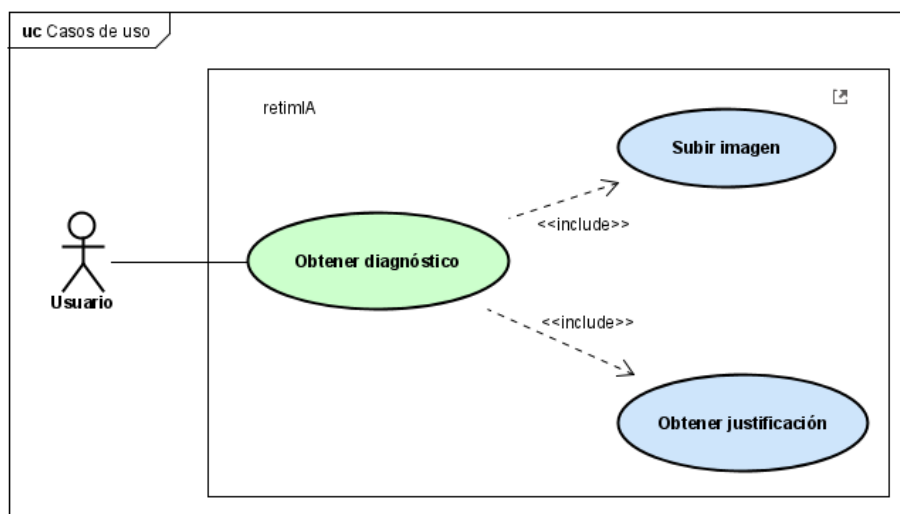 uc Casos de uso
retimIA
Subir imagen
<<include>>
Obtener diagnóstico
Usuario
<<include>>
Obtener justificación